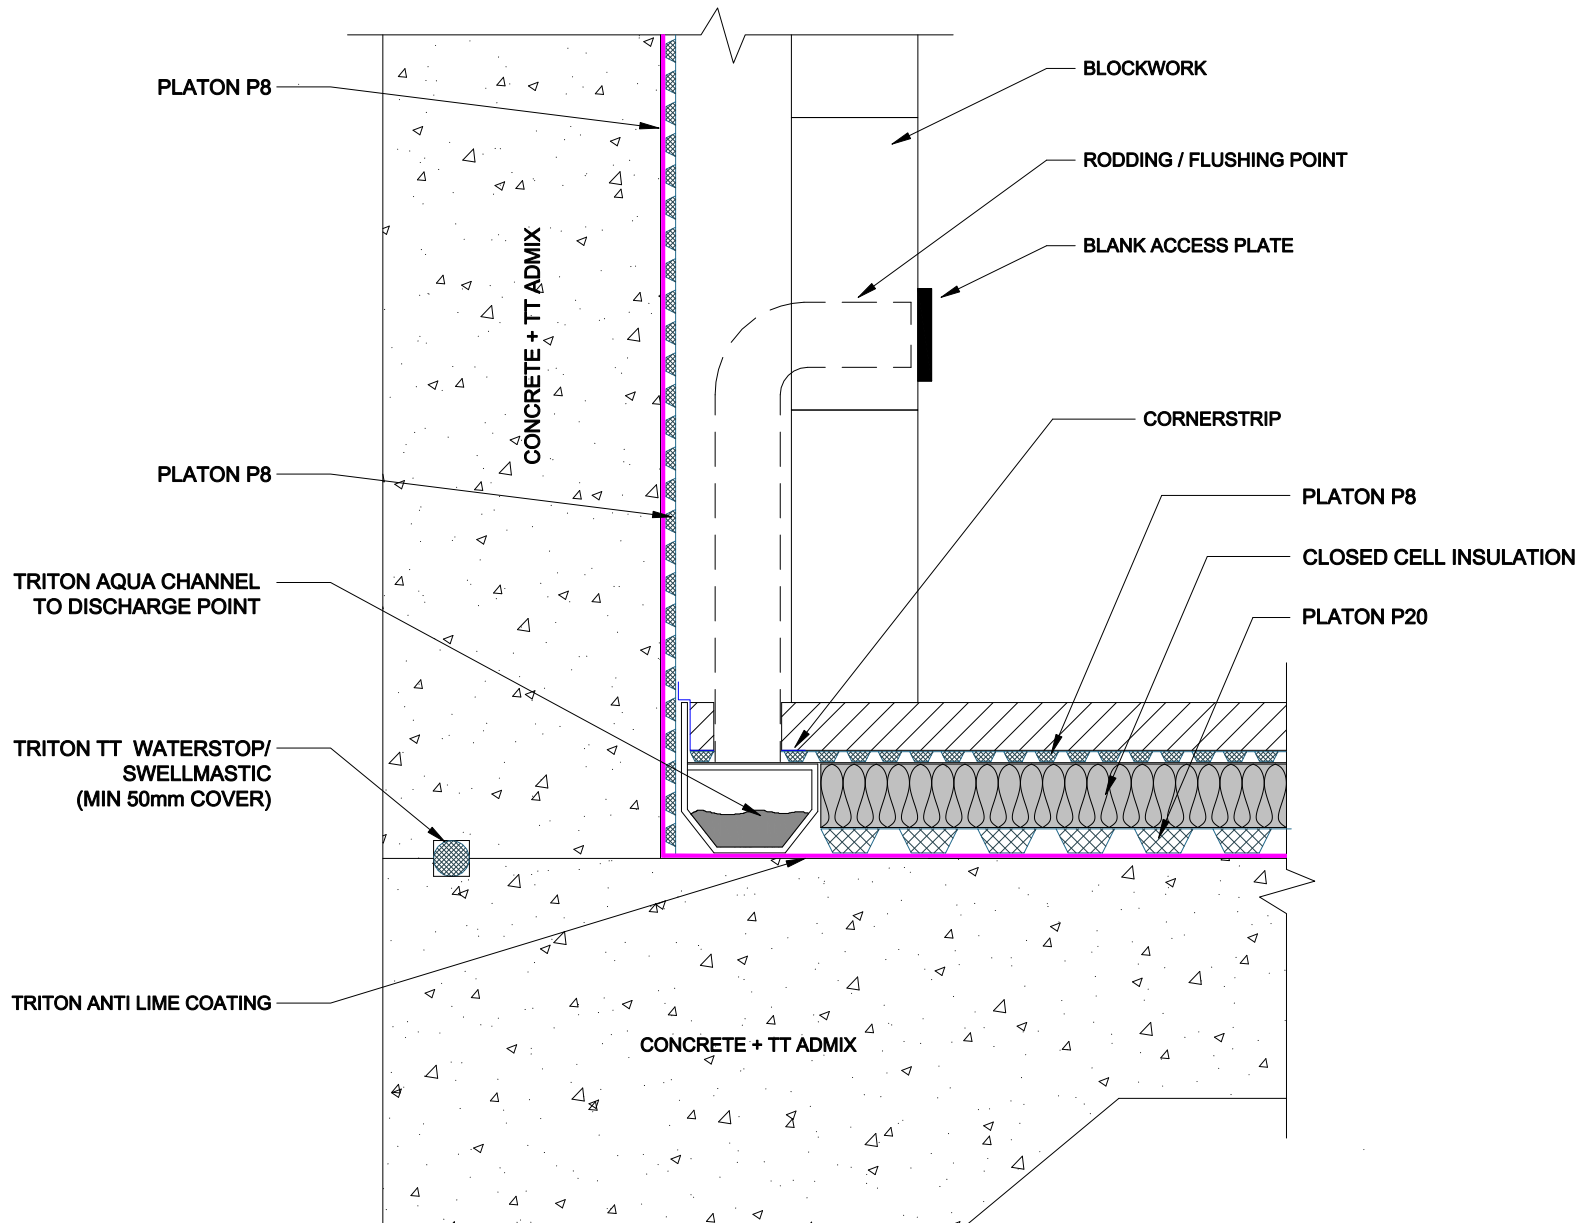 PLATON P8
BLOCKWORK
RODDING / FLUSHING POINT
BLANK ACCESS PLATE
CONCRETE + TT ADMIX
CORNERSTRIP
PLATON P8
PLATON P8
CLOSED CELL INSULATION
PLATON P20
TRITON AQUA CHANNEL
TO DISCHARGE POINT
TRITON TT WATERSTOP/
SWELLMASTIC
(MIN 50mm COVER)
TRITON ANTI LIME COATING
CONCRETE + TT ADMIX